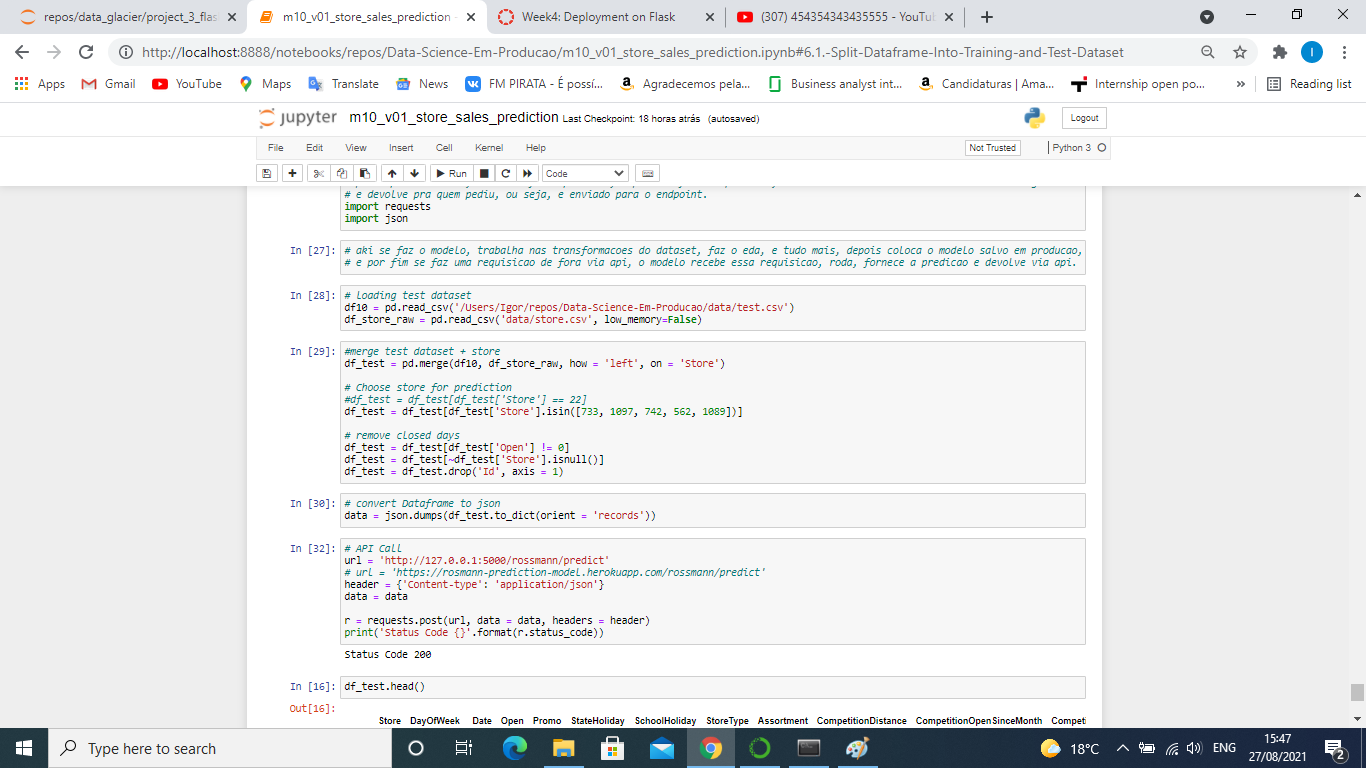 repos/data_glacier/project_3_flas
m10_v01_store_sales_prediction -
Week4: Deployment on Flask
(307) 454354343435555 - YouTu
http://localhost:8888/notebooks/repos/Data-Science-Em-Producao/m10_v01_store_sales_prediction.ipynb#6.1.-Split-Dataframe-Into-Training-and-Test-Dataset
I
Apps Gmail YouTube Maps Translate News FM PIRATA - É possí... Agradecemos pela... Business analyst int... Candidaturas | Ama... Internship open po... » Reading list
jupyter m10_v01_store_sales_prediction Last Checkpoint: 18 horas atrás (autosaved) Logout
File Edit View Insert Cell Kernel Help Not Trusted Python 3
Run Code
# e devolve pra quem pediu, ou seja, e enviado para o endpoint.
import requests
import json
In [27]: # aki se faz o modelo, trabalha nas transformacoes do dataset, faz o eda, e tudo mais, depois coloca o modelo salvo em producao,
# e por fim se faz uma requisicao de fora via api, o modelo recebe essa requisicao, roda, fornece a predicao e devolve via api.
In [28]: # Loading test dataset
df10 = pd.read_csv('/Users/Igor/repos/Data-Science-Em-Producao/data/test.csv')
df_store_raw = pd.read_csv('data/store.csv', low_memory=False)
In [29]: #merge test dataset + store
df_test = pd.merge(df10, df_store_raw, how = 'left', on = 'Store')
# Choose store for prediction
#df_test = df_test[df_test['Store'] == 22]
df_test = df_test[df_test['Store'].isin([733, 1097, 742, 562, 1089])]
# remove closed days
df_test = df_test[df_test['Open'] != 0]
df_test = df_test[~df_test['Store'].isnull()]
df_test = df_test.drop('Id', axis = 1)
In [30]: # convert Dataframe to json
data = json.dumps(df_test.to_dict(orient = 'records'))
In [32]: # API Call
url = 'http://127.0.0.1:5000/rossmann/predict'
# url = 'https://rosmann-prediction-model.herokuapp.com/rossmann/predict'
header = {'Content-type': 'application/json'}
data = data
r = requests.post(url, data = data, headers = header)
print('Status Code {}'.format(r.status_code))
Status Code 200
In [16]: df_test.head()
Out[16]:
Store DayOfWeek Date Open Promo StateHoliday SchoolHoliday StoreType Assortment CompetitionDistance CompetitionOpenSinceMonth Competi
Type here to search
18°C ENG 15:47
27/08/2021
2